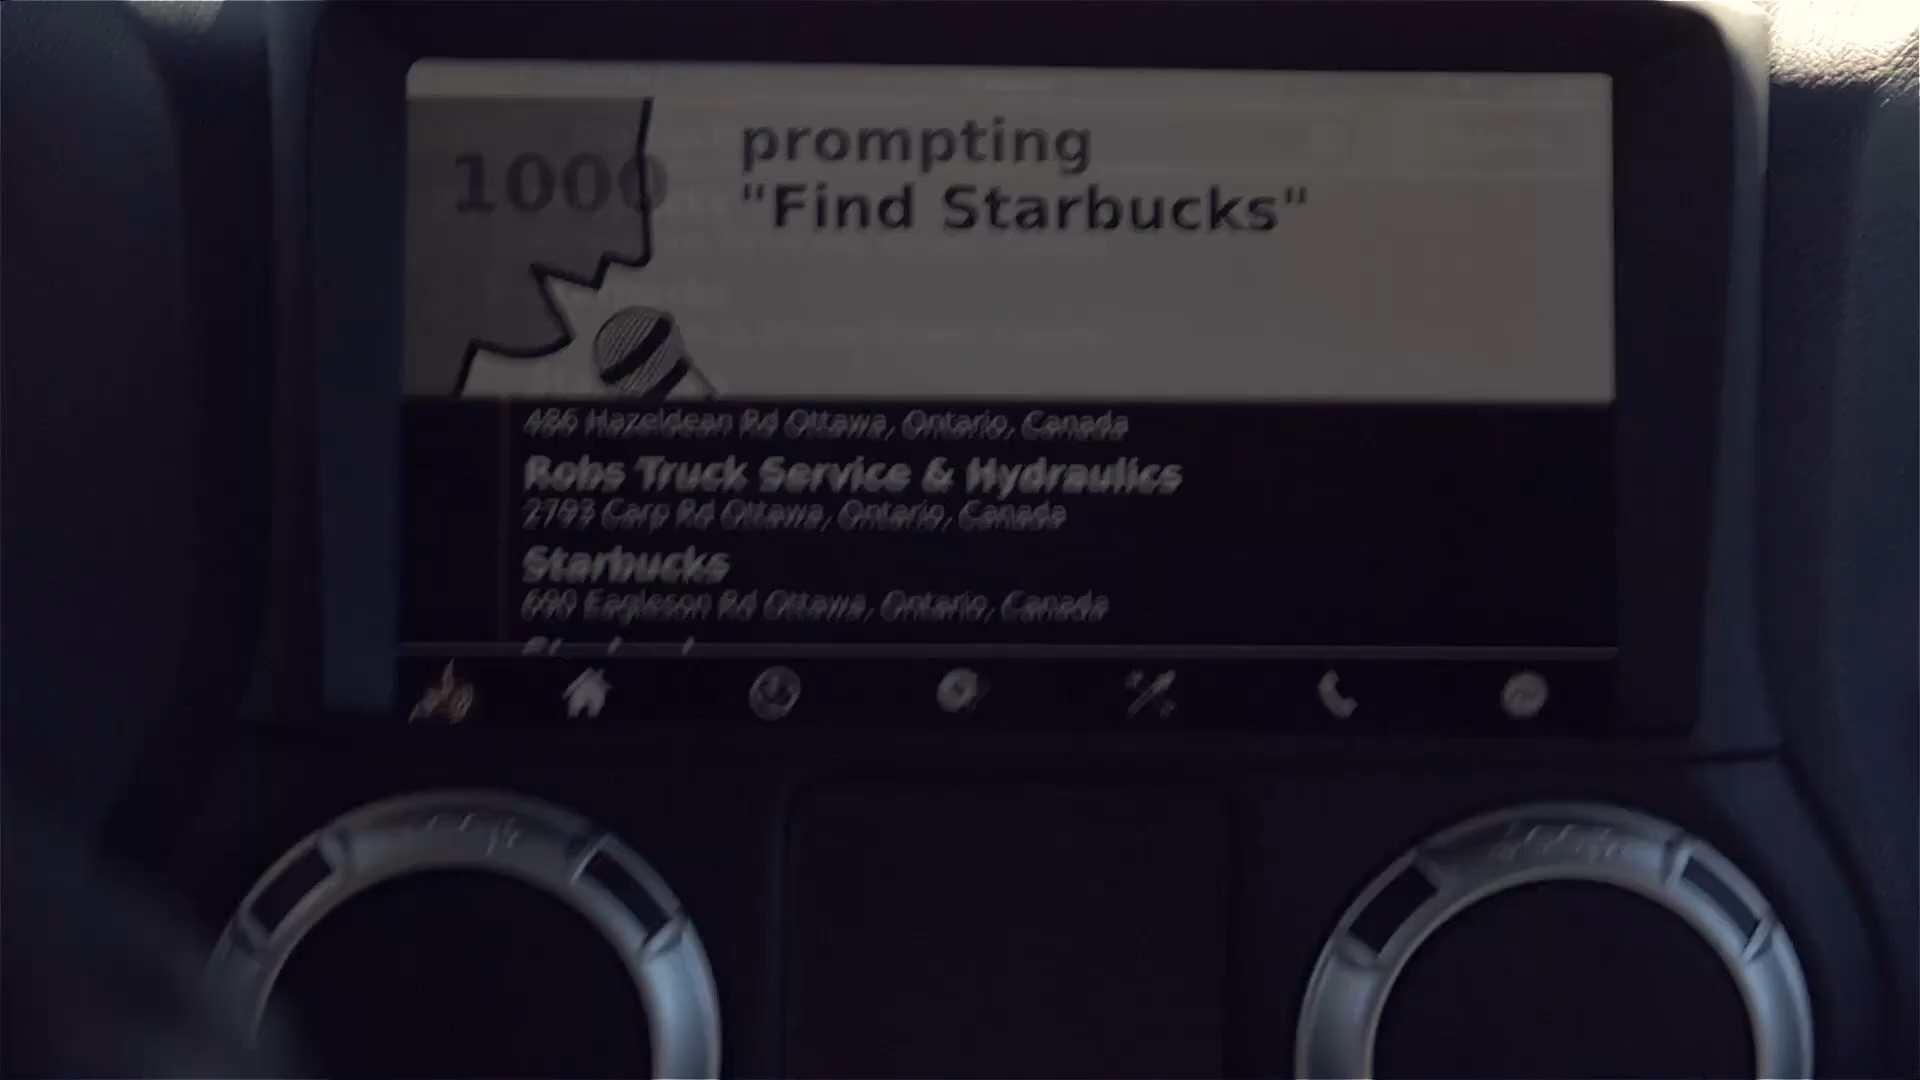 1000
prompting
"Find Starbucks"
486 Hazeldean Rd Ottawa, Ontario, Canada
Robs Truck Service & Hydraulics
2793 Carp Rd Ottawa, Ontario, Canada
Starbucks
690 Eagleson Rd Ottawa, Ontario, Canada